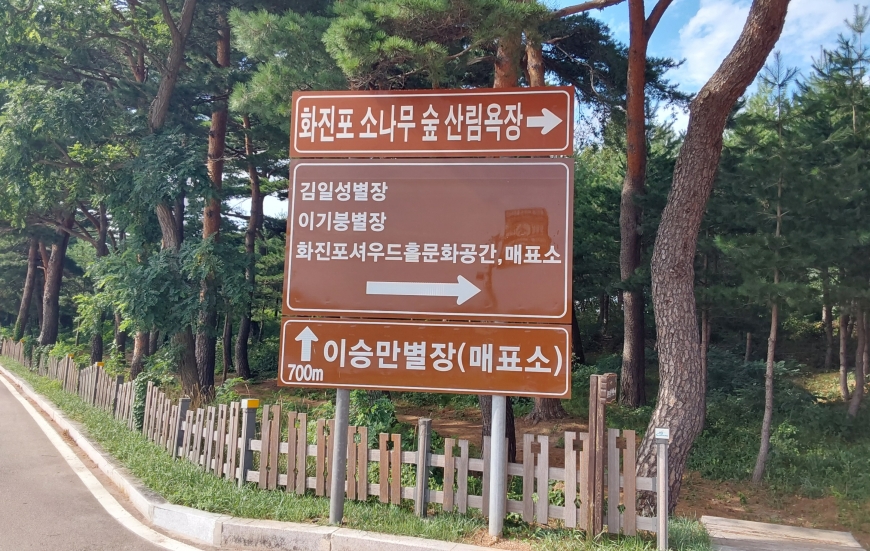 화진포 소나무 숲 산림욕장→
김일성별장
이기붕별장
화진포셔우드홀문화공간,매표소
→
↑ 이승만별장(매표소)
700m